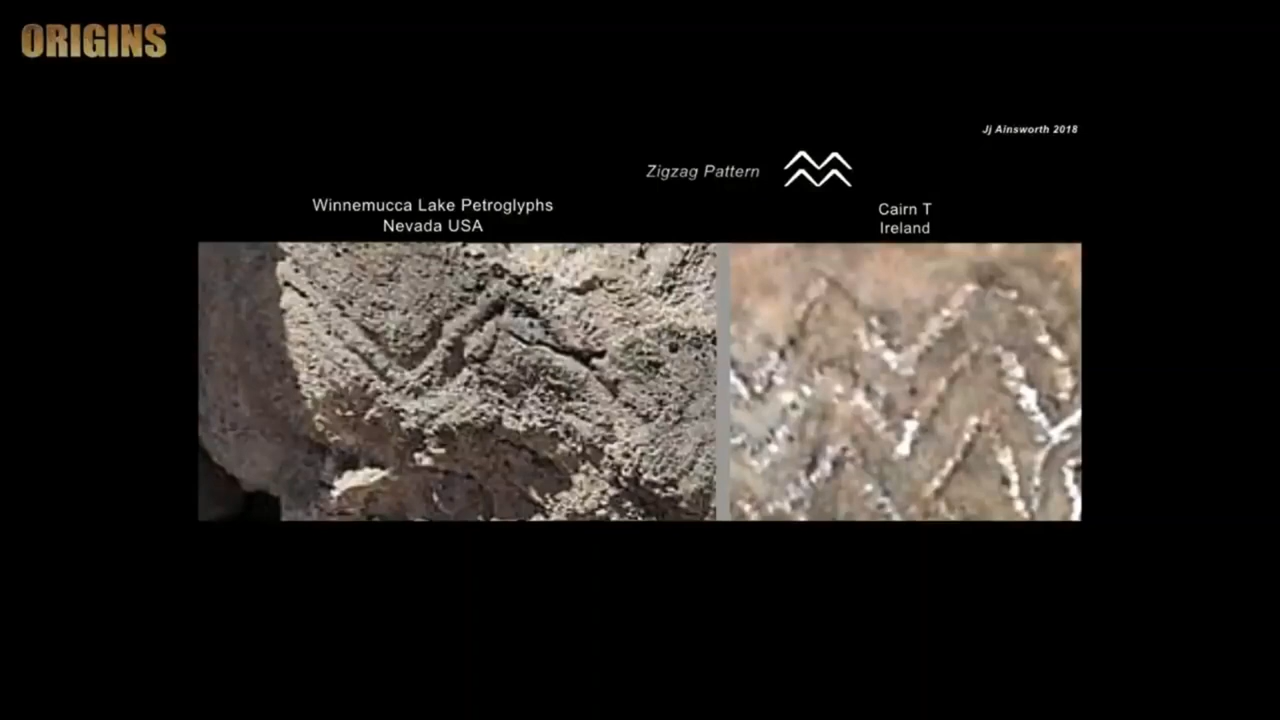 ORIGINS
Jj Ainsworth 2018
Zigzag Pattern
Winnemucca Lake Petroglyphs
Nevada USA
Cairn T
Ireland